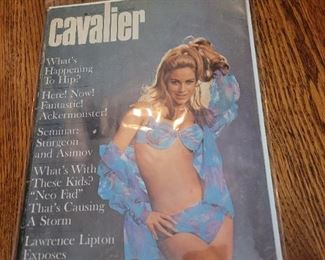 cavalier
What's
Happening
To Hip?
Here! Now!
Fantastic!
Ackermonster!
Seminar:
Sturgeon
and Asimov
What's With
These Kids?
"Neo Fad"
That's Causing
A Storm
Lawrence Lipton
Exposes